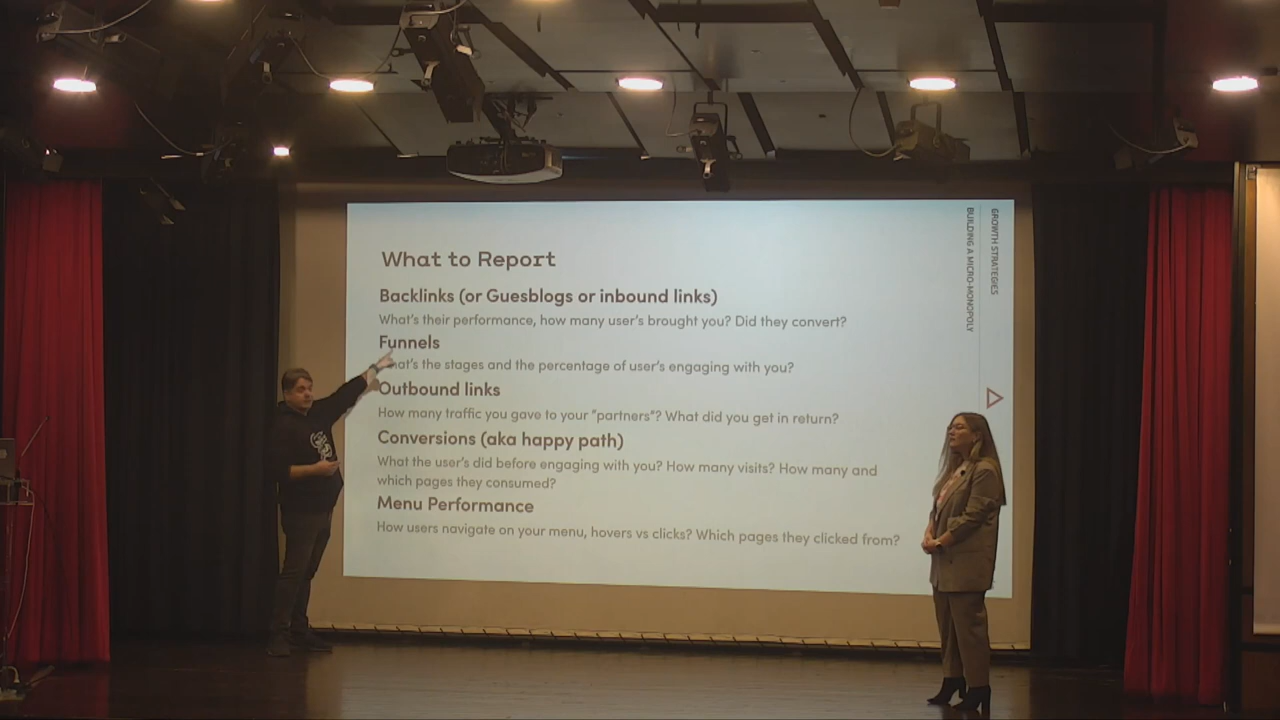 What to Report
Backlinks (or Guesblogs or inbound links)
What's their performance, how many user's brought you? Did they convert?
Funnels
hat's the stages and the percentage of user's engaging with you?
Outbound links
How many traffic you gave to your "partners"? What did you get in return?
Conversions (aka happy path)
What the user's did before engaging with you? How many visits? How many and
which pages they consumed?
Menu Performance
How users navigate on your menu, hovers vs clicks? Which pages they clicked from?
GROWTH STRATEGIES
BUILDING A MICRO-MONOPOLY